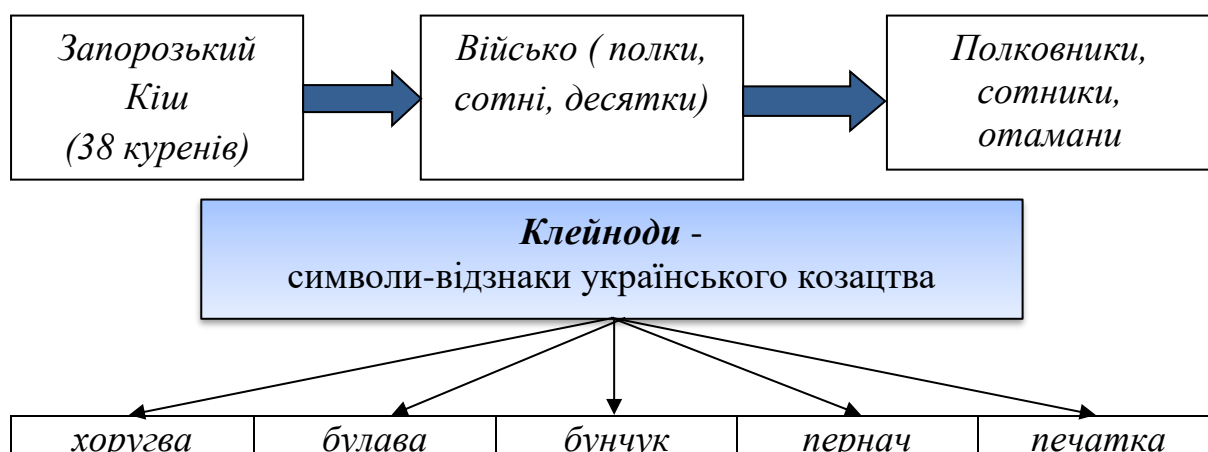 Запорозький
Кіш
(38 куренів)
Військо ( полки,
сотні, десятки)
Полковники,
сотники,
отамани
Клейноди -
символи-відзнаки українського козацтва
хоругва булава бунчук пернач печатка